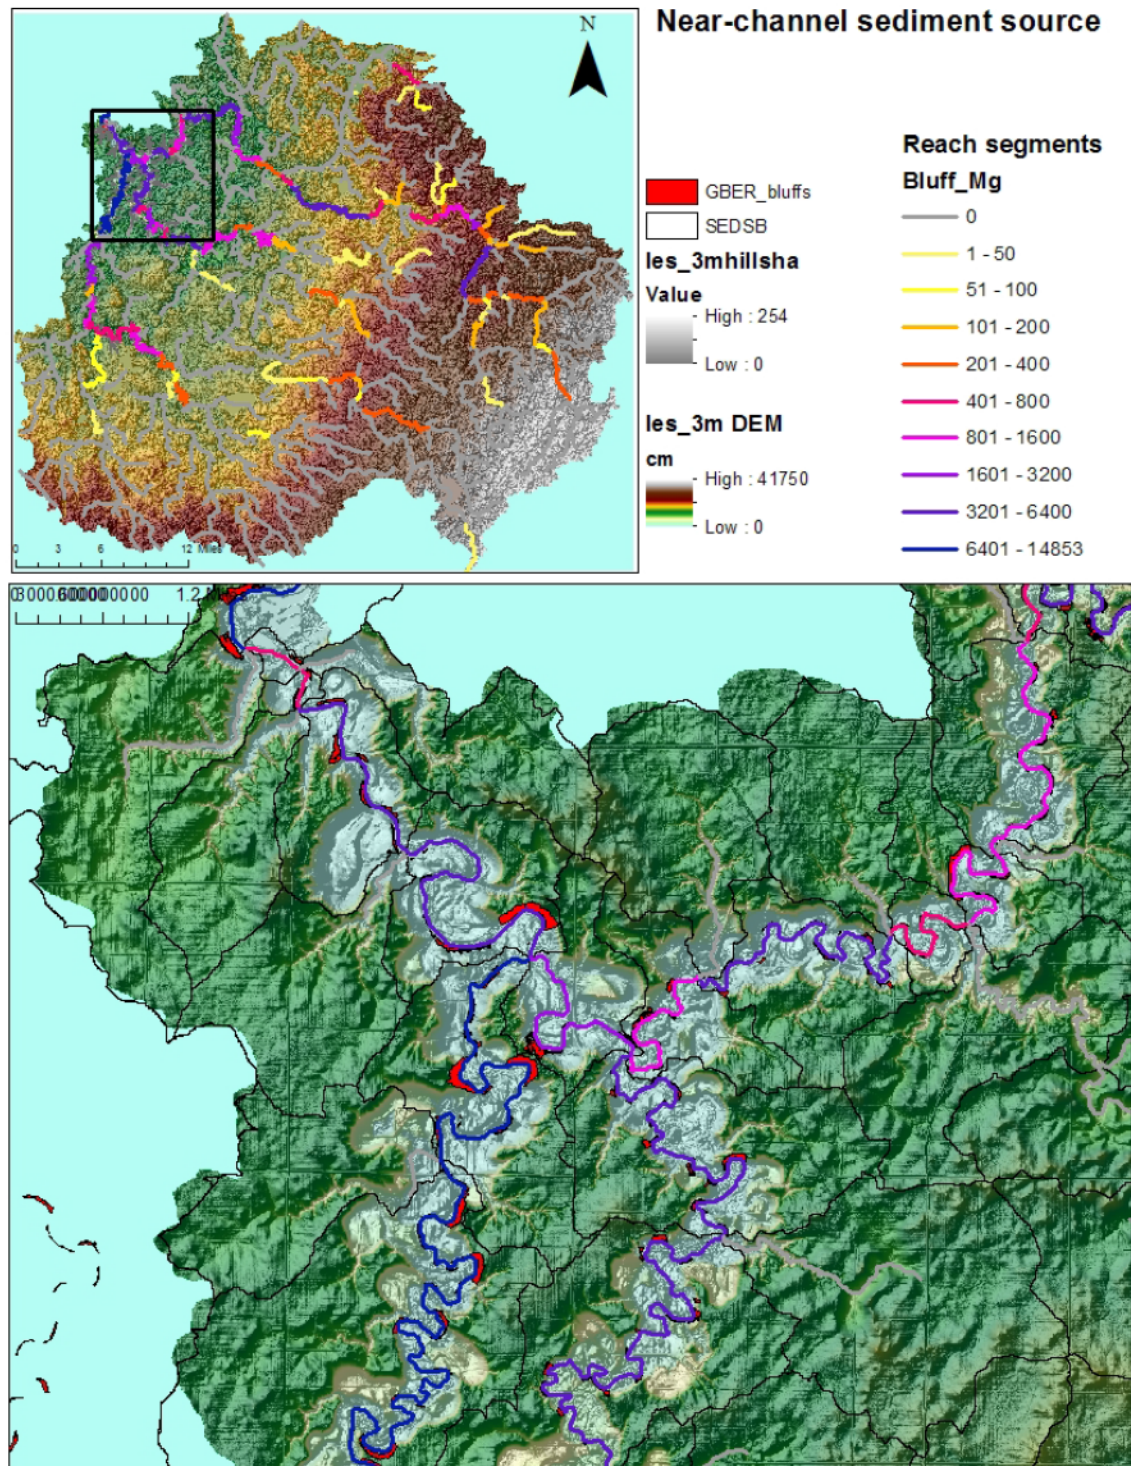 Near-channel sediment source
N
GBER_bluffs
SEDSB
les_3mhillsha
Value
High : 254
Low : 0
les_3m DEM
cm
High : 41750
Low : 0
Reach segments
Bluff_Mg
0
1 - 50
51 - 100
101 - 200
201 - 400
401 - 800
801 - 1600
1601 - 3200
3201 - 6400
6401 - 14853
0 3 6 12 Miles
1.2